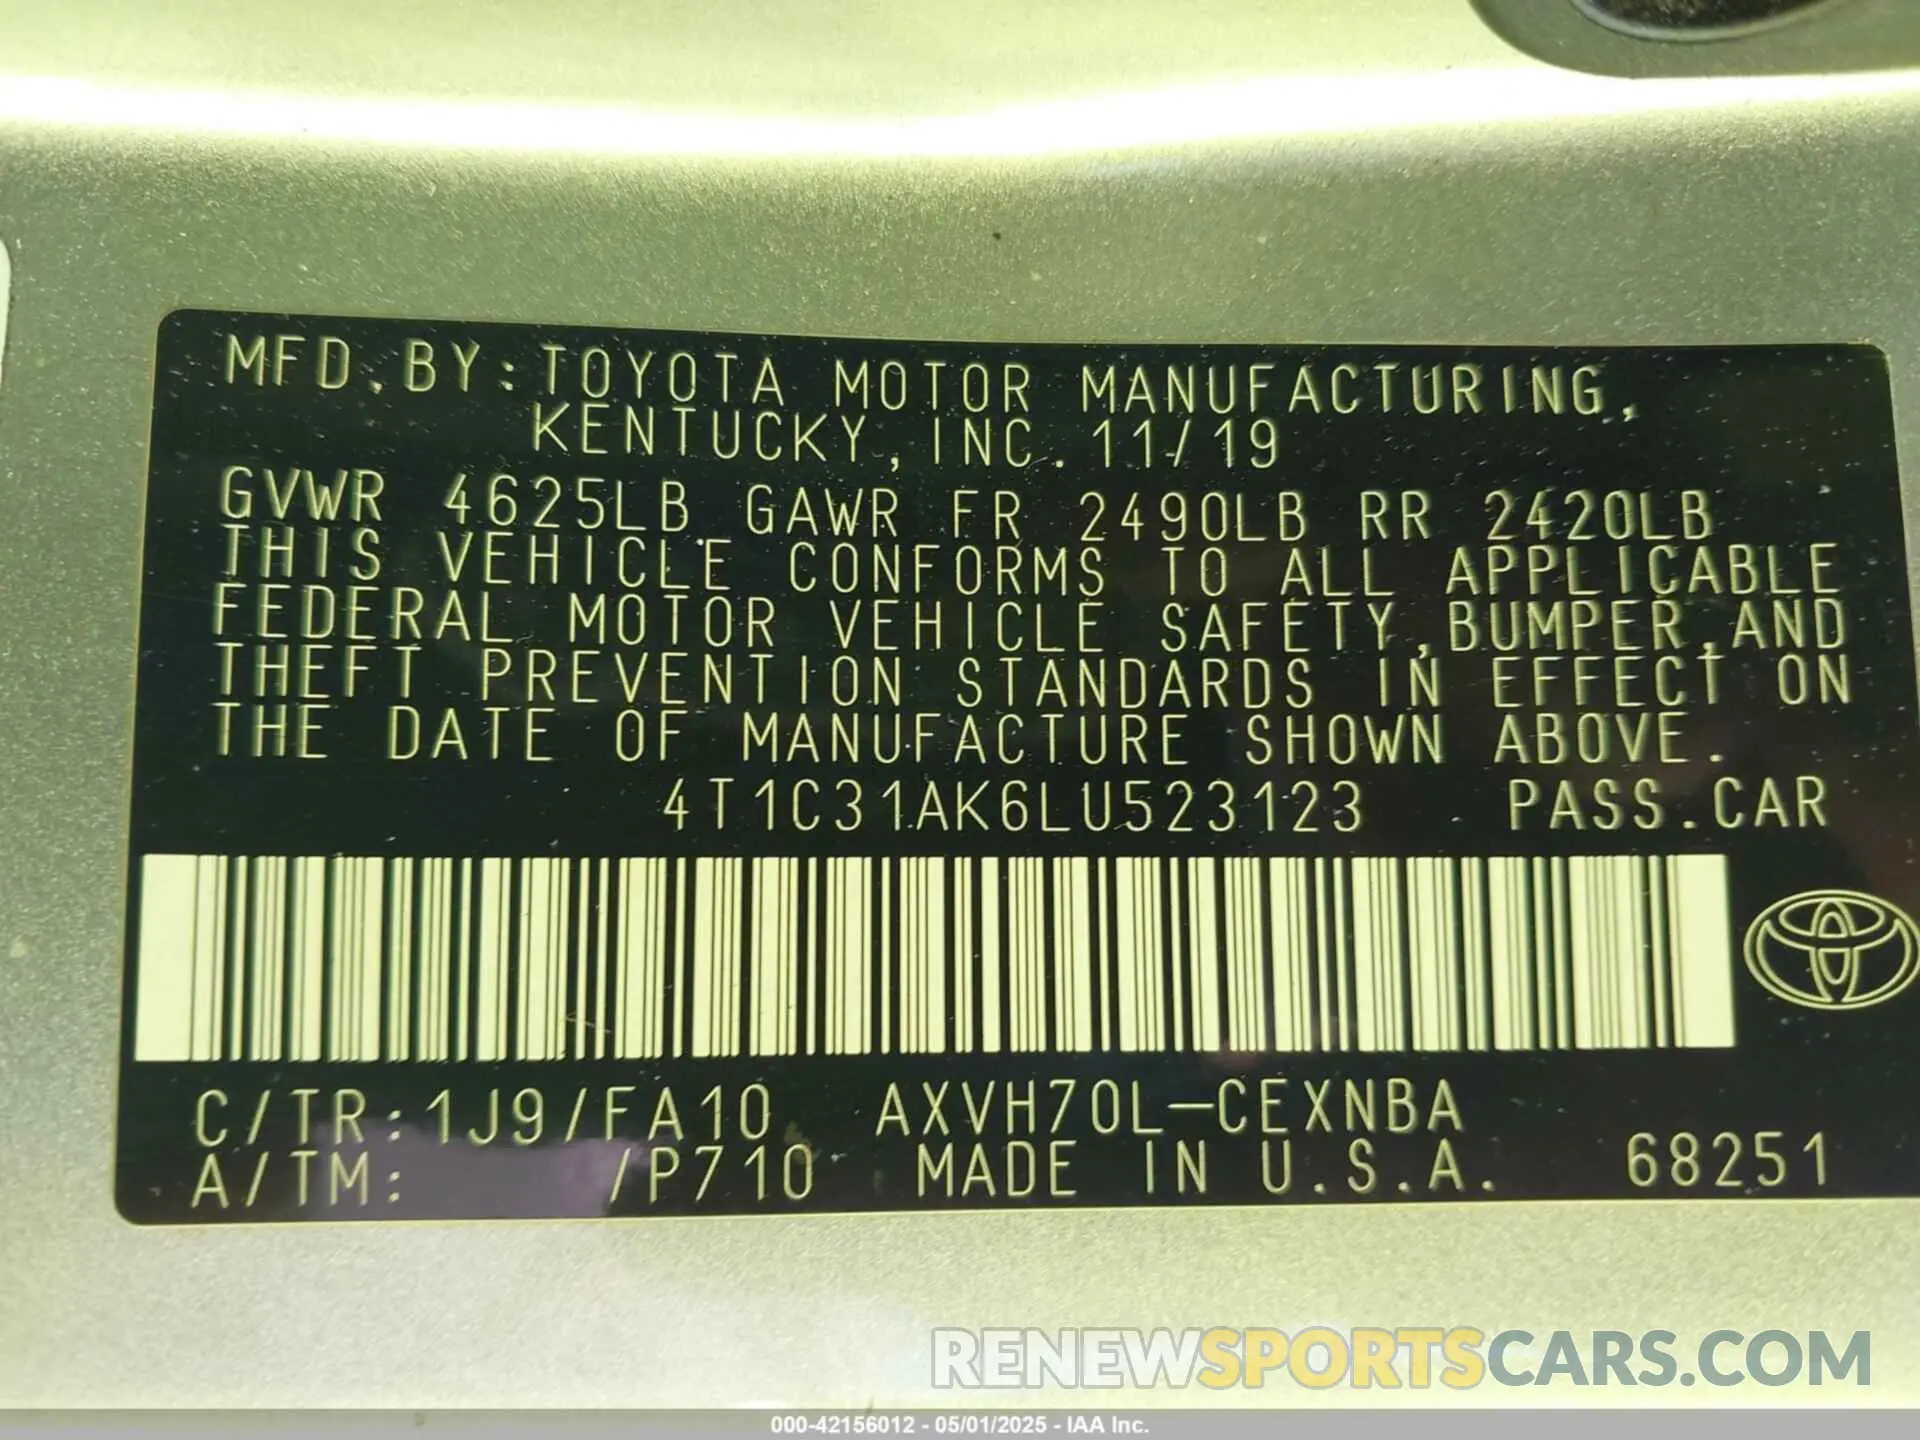 MFD.BY:TOYOTA MOTOR MANUFACTURING,
KENTUCKY,INC.11/19
GVWR 4625LB GAWR FR 2490LB RR 2420LB
THIS VEHICLE CONFORMS TO ALL APPLICABLE
FEDERAL MOTOR VEHICLE SAFETY,BUMPER,AND
THEFT PREVENTION STANDARDS IN EFFECT ON
THE DATE OF MANUFACTURE SHOWN ABOVE.
4T1C31AK6LU523123 PASS.CAR
C/TR:1J9/FA10 AXVH70L-CEXNBA
A/TM: /P710 MADE IN U.S.A. 68251
RENEWSPORTSCARS.COM
000-42156012 - 05/01/2025 - IAA Inc.